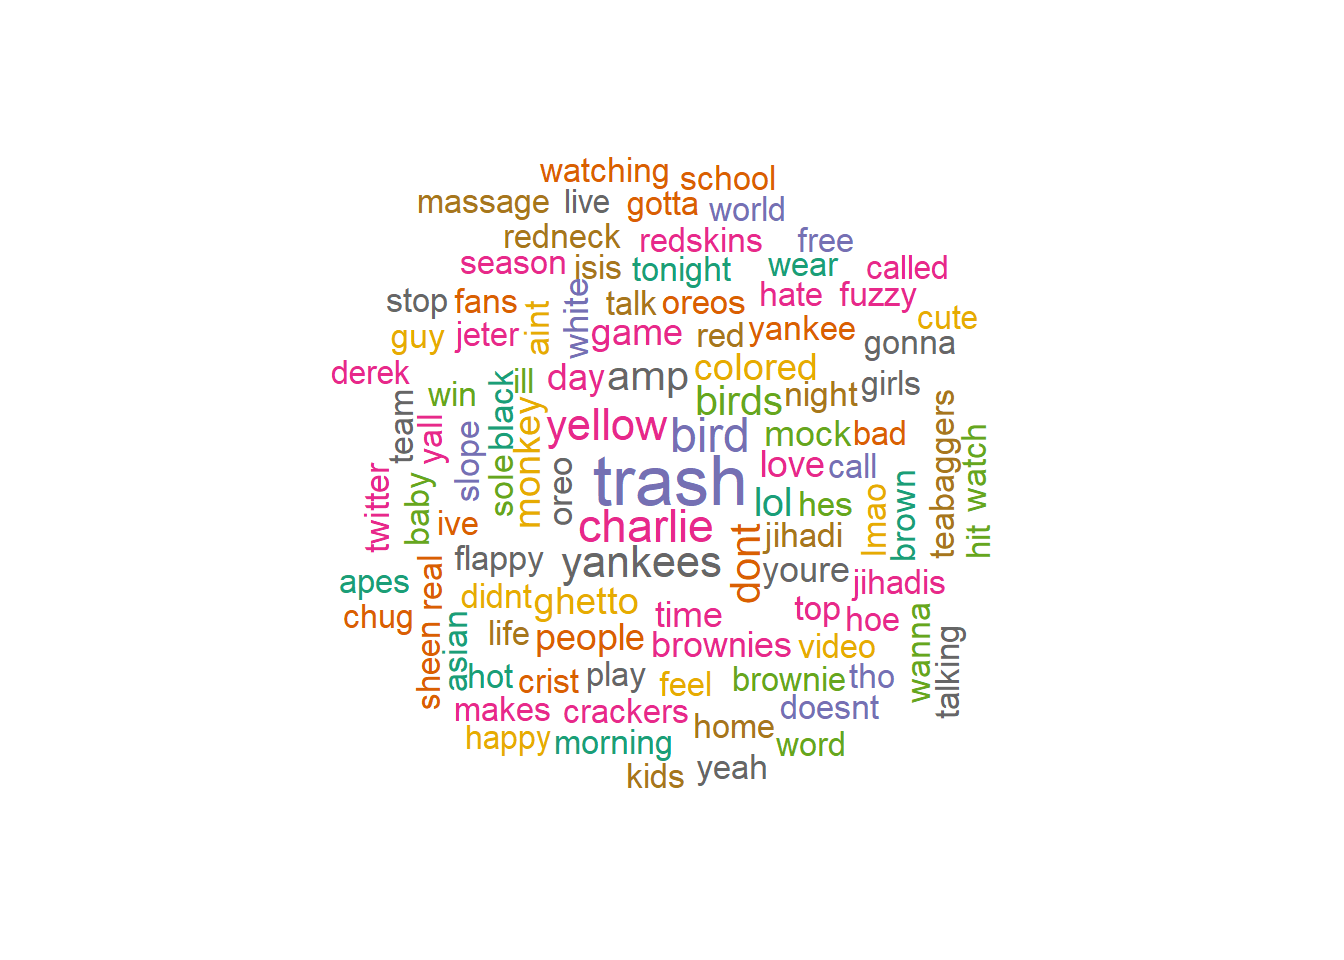 watching school
massage live gotta world
redneck redskins free
season isis tonight wear called
stop fans white talk oreos hate fuzzy
guy jeter aint game red yankee cute
gonna
derek win ill day amp colored girls
black birds night
team yall slope monkey yellow bird mock bad teabaggers
love call watch
twitter baby sole oreo trash lol hes lmao brown
ive charlie jihadi hit
flappy yankees dont youre
apes real jihadis
chug didnt ghetto time top hoe
sheen asian life people brownies video wanna talking
hot crist play feel brownie tho
makes crackers home doesnt
happy morning word
kids yeah